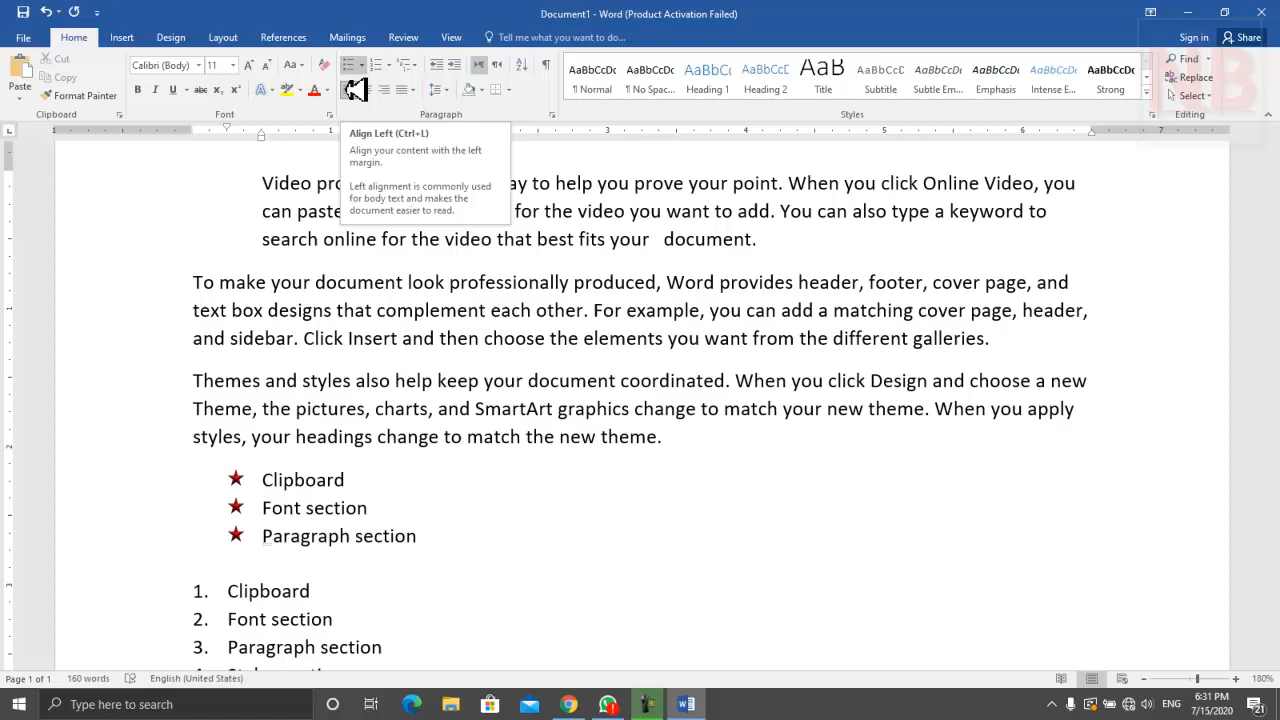 Document1 - Word (Product Activation Failed)
File Home Insert Design Layout References Mailings Review View Tell me what you want to do... Sign in Share
Paste
Cut
Copy
Format Painter
Clipboard
Calibri (Body) 11
Font
Paragraph
AaBbCcDc AaBbCcDc AaBbCc AaBbCcD AaB AaBbCcD AaBbCcDc AaBbCcDc AaBbCcDc AaBbCcDc
¶ Normal ¶ No Spac... Heading 1 Heading 2 Title Subtitle Subtle Em... Emphasis Intense E... Strong
Styles
Find
Replace
Select
Editing
Align Left (Ctrl+L)
Align your content with the left
margin.
Left alignment is commonly used
for body text and makes the
document easier to read.
Video ay to help you prove your point. When you click Online Video, you
can paste for the video you want to add. You can also type a keyword to
search online for the video that best fits your document.
To make your document look professionally produced, Word provides header, footer, cover page, and
text box designs that complement each other. For example, you can add a matching cover page, header,
and sidebar. Click Insert and then choose the elements you want from the different galleries.
Themes and styles also help keep your document coordinated. When you click Design and choose a new
Theme, the pictures, charts, and SmartArt graphics change to match your new theme. When you apply
styles, your headings change to match the new theme.
Clipboard
Font section
Paragraph section
1. Clipboard
2. Font section
3. Paragraph section
Page 1 of 1 160 words English (United States) 180%
Type here to search
ENG
6:31 PM
7/15/2020
21